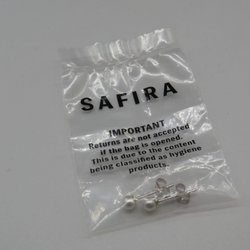 SAFIRA
IMPORTANT
Returns are not accepted
if the bag is opened.
This is due to the content
being classified as hygiene
products.